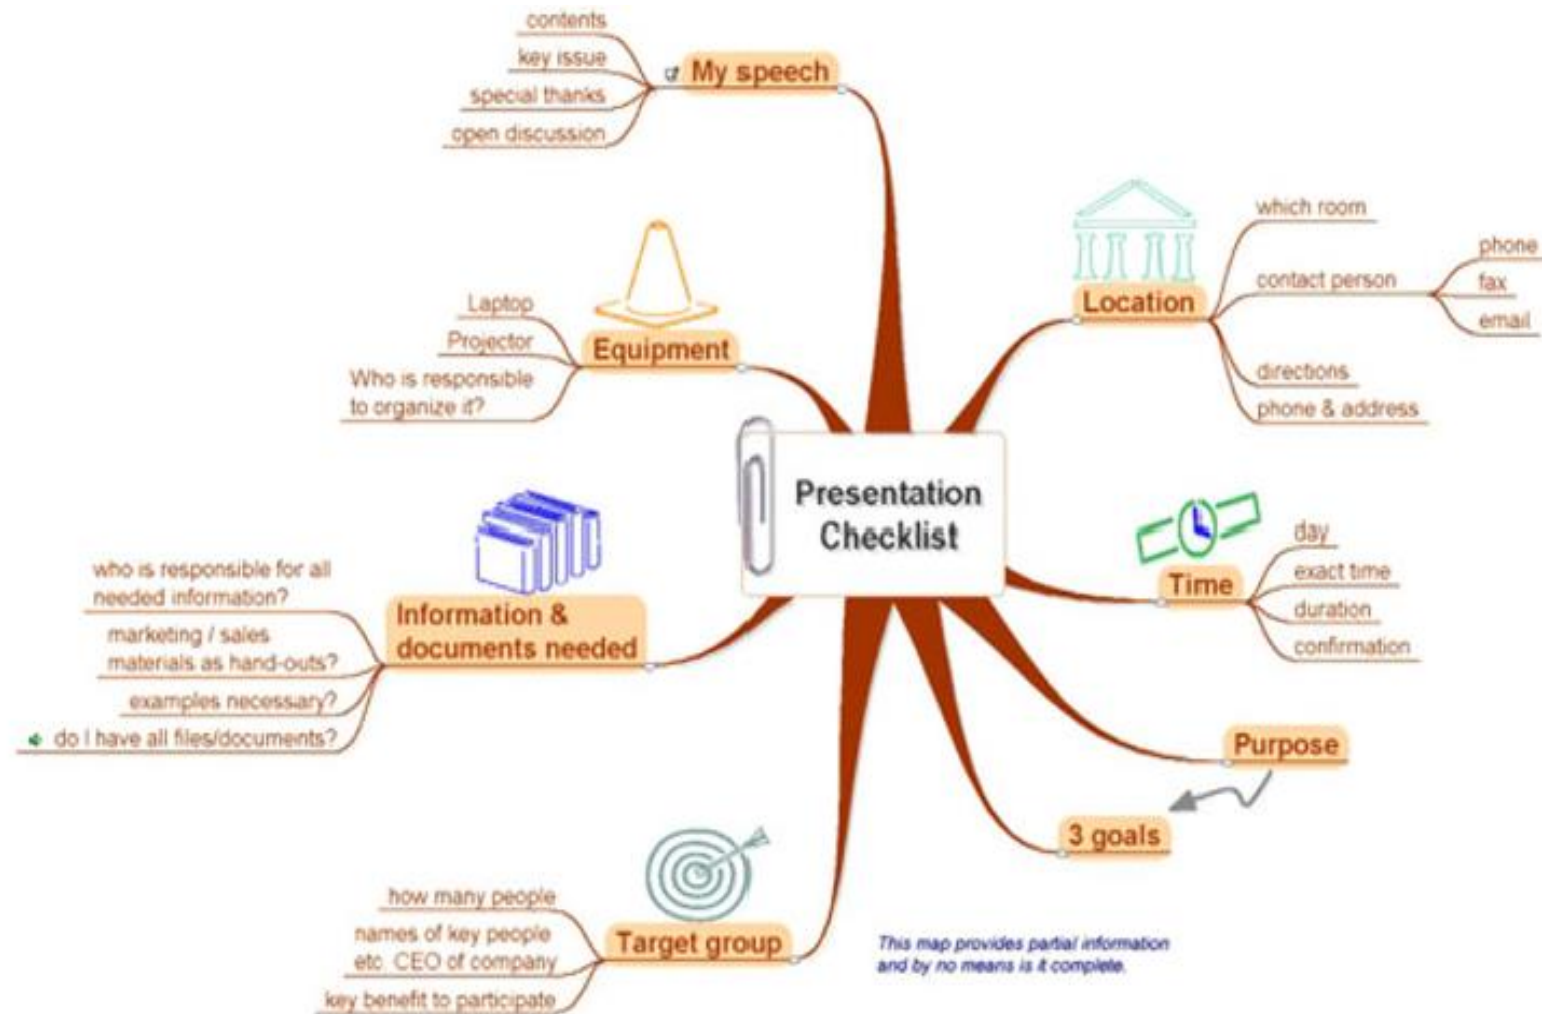 contents
key issue
special thanks
open discussion
My speech
Laptop
Projector
Who is responsible
to organize it?
Equipment
which room
contact person
phone
fax
email
directions
phone & address
Location
Presentation
Checklist
day
exact time
duration
confirmation
Time
who is responsible for all
needed information?
marketing / sales
materials as hand-outs?
examples necessary?
do I have all files/documents?
Information &
documents needed
Purpose
3 goals
how many people
names of key people
etc. CEO of company
key benefit to participate
Target group
This map provides partial information
and by no means is it complete.